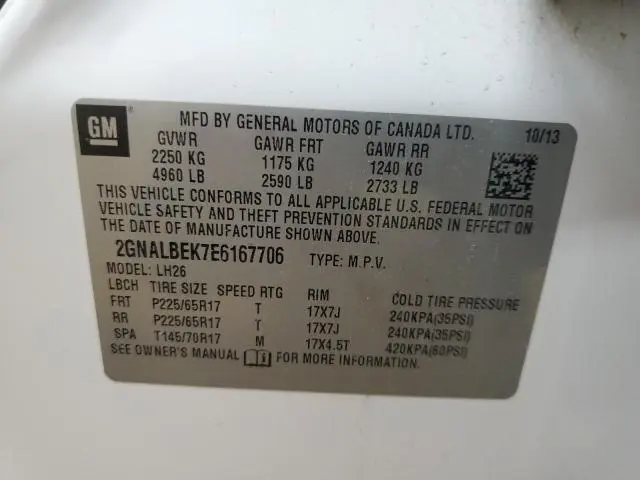 GM MFD BY GENERAL MOTORS OF CANADA LTD. 10/13
GVWR GAWR FRT GAWR RR
2250 KG 1175 KG 1240 KG
4960 LB 2590 LB 2733 LB
THIS VEHICLE CONFORMS TO ALL APPLICABLE U.S. FEDERAL MOTOR
VEHICLE SAFETY AND THEFT PREVENTION STANDARDS IN EFFECT ON
THE DATE OF MANUFACTURE SHOWN ABOVE.
2GNALBEK7E6167706 TYPE: M.P.V.
MODEL: LH26
LBCH TIRE SIZE SPEED RTG RIM COLD TIRE PRESSURE
FRT P225/65R17 T 17X7J 240KPA(35PSI)
RR P225/65R17 T 17X7J 240KPA(35PSI)
SPA T145/70R17 M 17X4.5T 420KPA(60PSI)
SEE OWNER'S MANUAL FOR MORE INFORMATION.